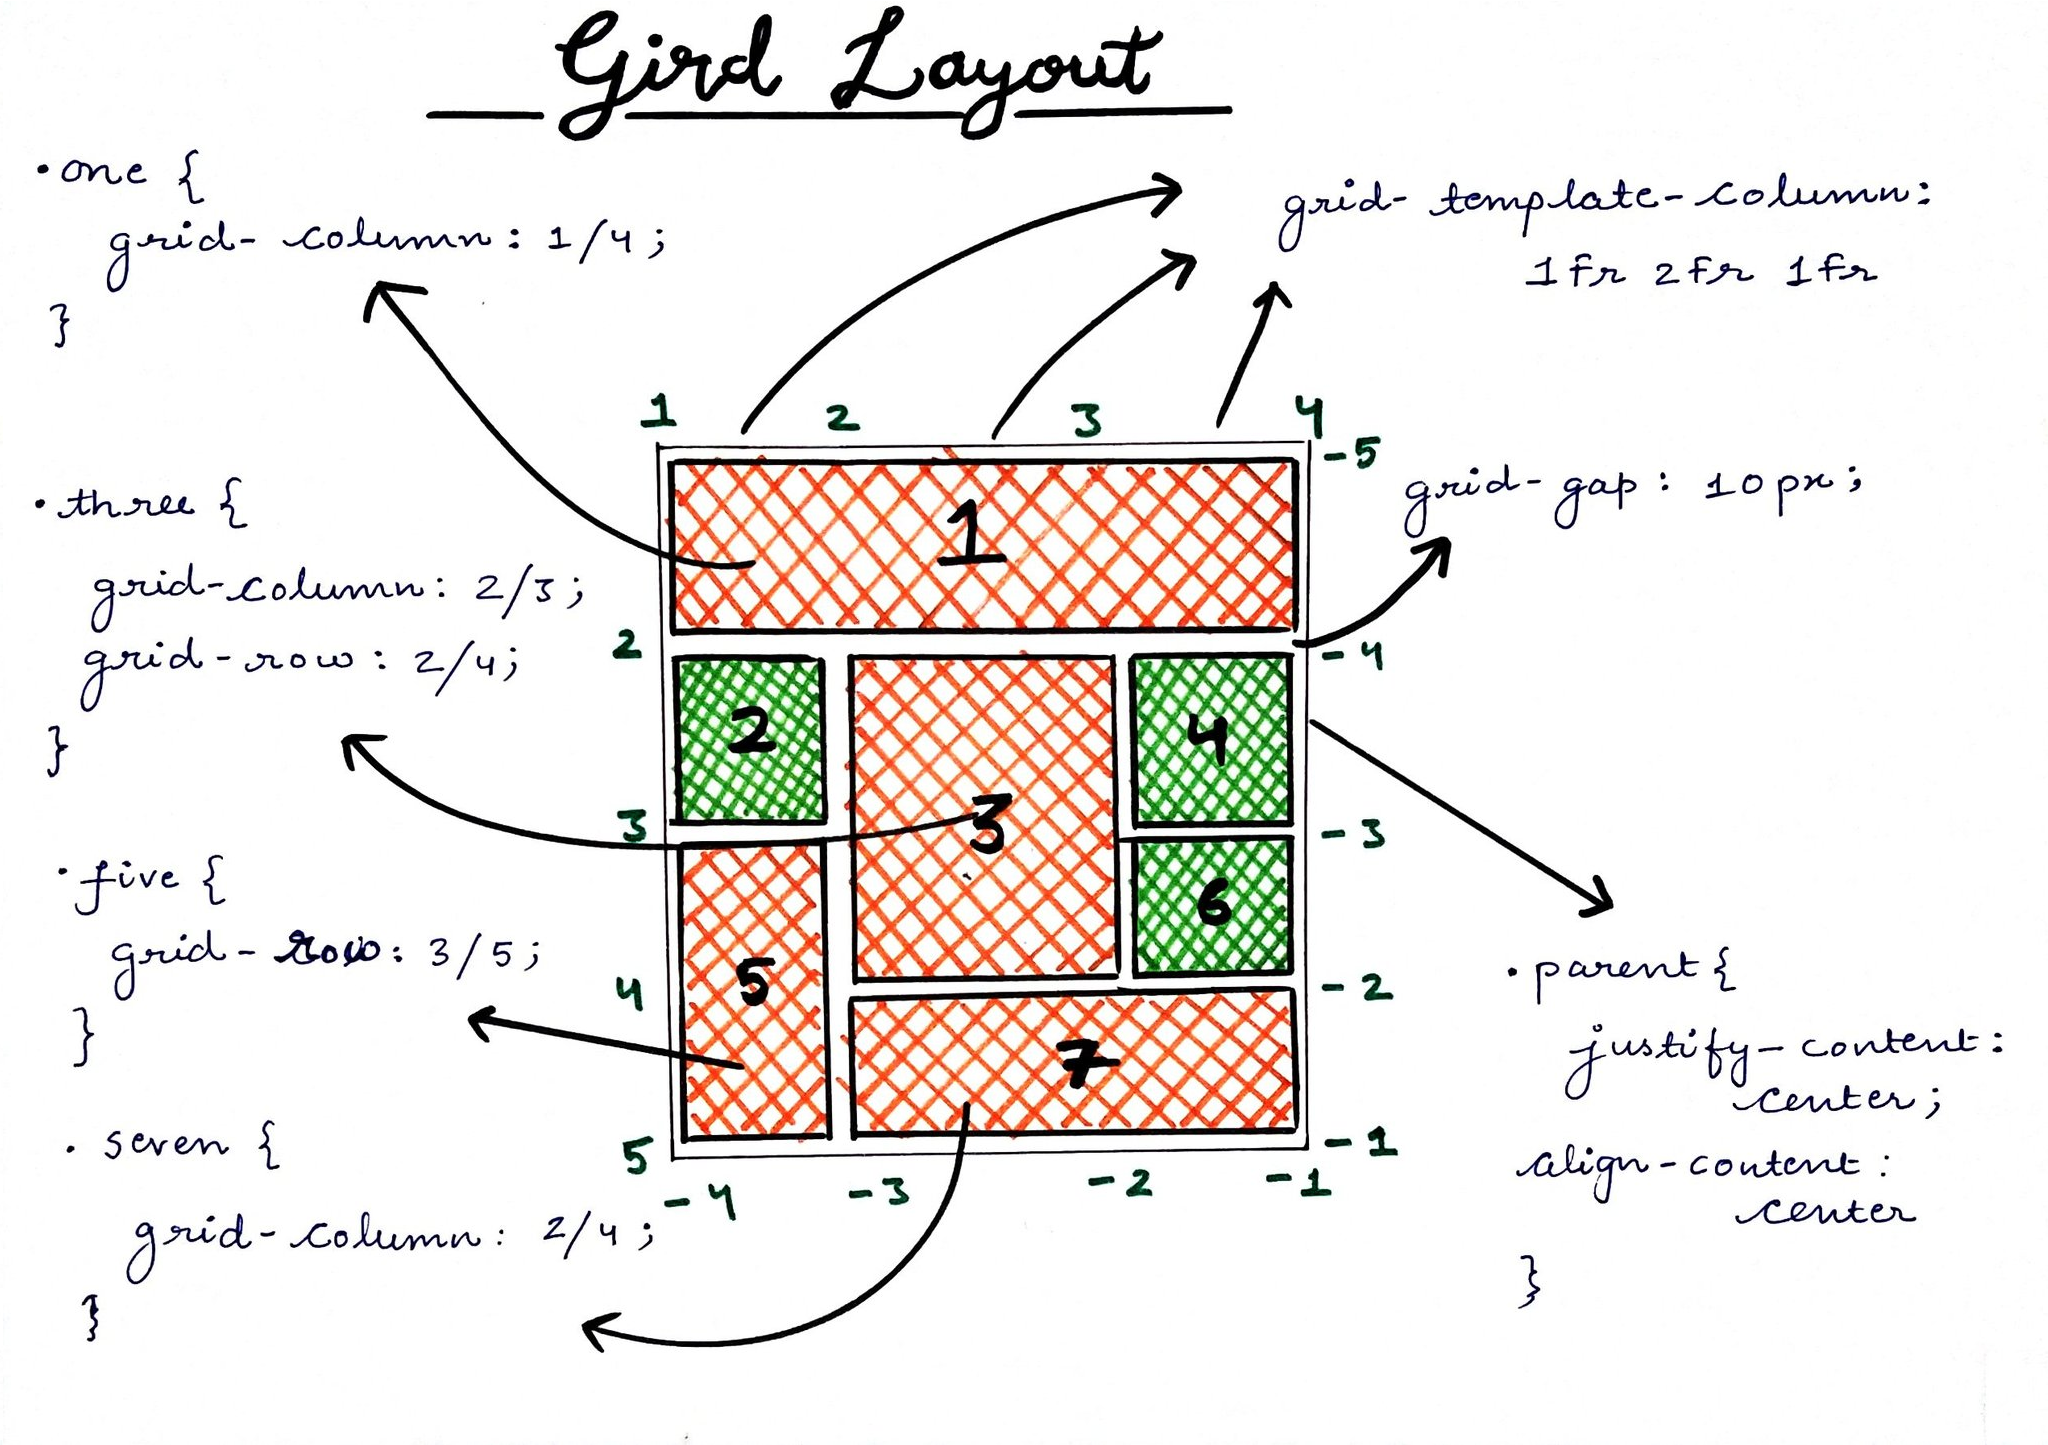 Gird Layout
.one {
grid-column: 1/4;
}
grid-template-column:
1fr 2fr 1fr
1 2 3 4
-5
grid-gap: 10px;
.three {
grid-column: 2/3;
grid-row: 2/4;
}
1
2
-4
2
3
4
3
-3
.five {
grid-row: 3/5;
}
5
6
4
-2
7
.parent {
justify-content:
center;
align-content:
center
}
.seven {
grid-column: 2/4;
}
5
-1
-4 -3 -2 -1